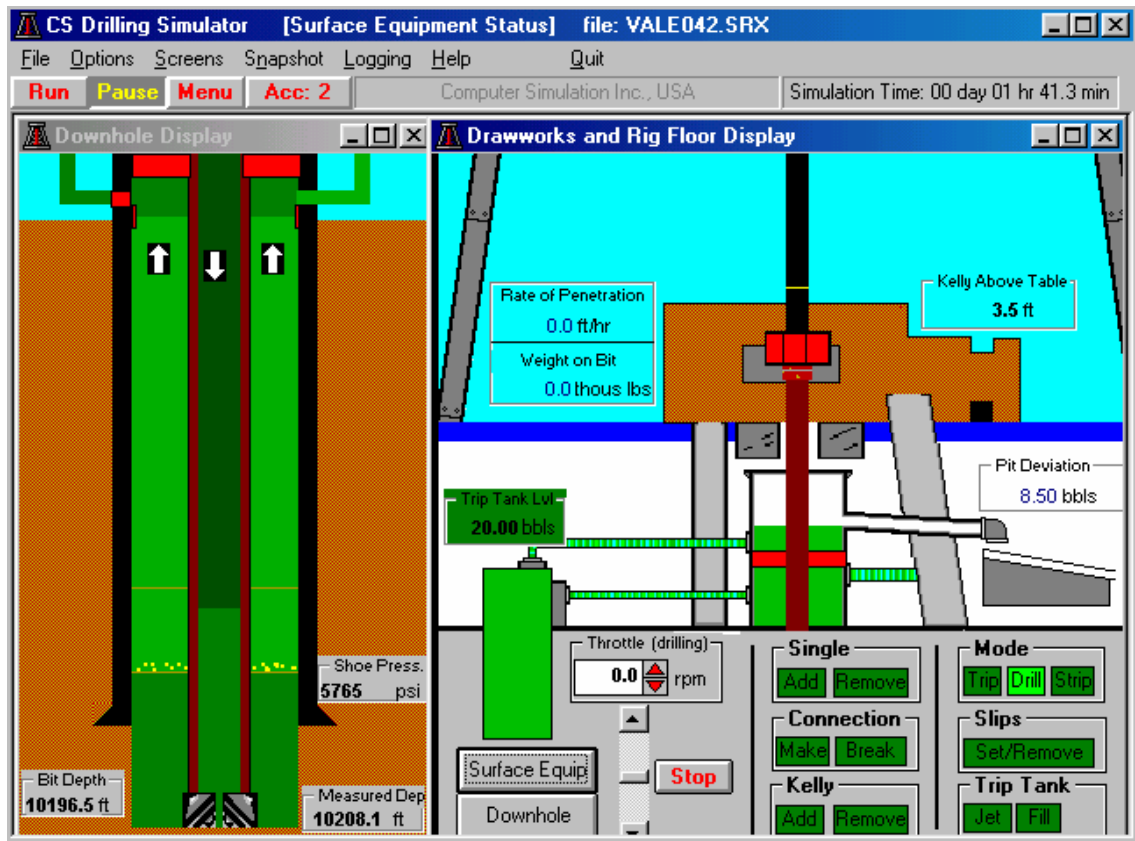 CS Drilling Simulator [Surface Equipment Status] file: VALE042.SRX
File Options Screens Snapshot Logging Help Quit
Run Pause Menu Acc: 2 Computer Simulation Inc., USA Simulation Time: 00 day 01 hr 41.3 min
Downhole Display
Shoe Press.
5765 psi
Bit Depth
10196.5 ft
Measured Dep
10208.1 ft
Drawworks and Rig Floor Display
Rate of Penetration
0.0 ft/hr
Weight on Bit
0.0 thous lbs
Kelly Above Table
3.5 ft
Pit Deviation
8.50 bbls
Trip Tank Lvl
20.00 bbls
Throttle (drilling)
0.0 rpm
Surface Equip
Downhole
Stop
Single
Add Remove
Connection
Make Break
Kelly
Add Remove
Mode
Trip Drill Strip
Slips
Set/Remove
Trip Tank
Jet Fill